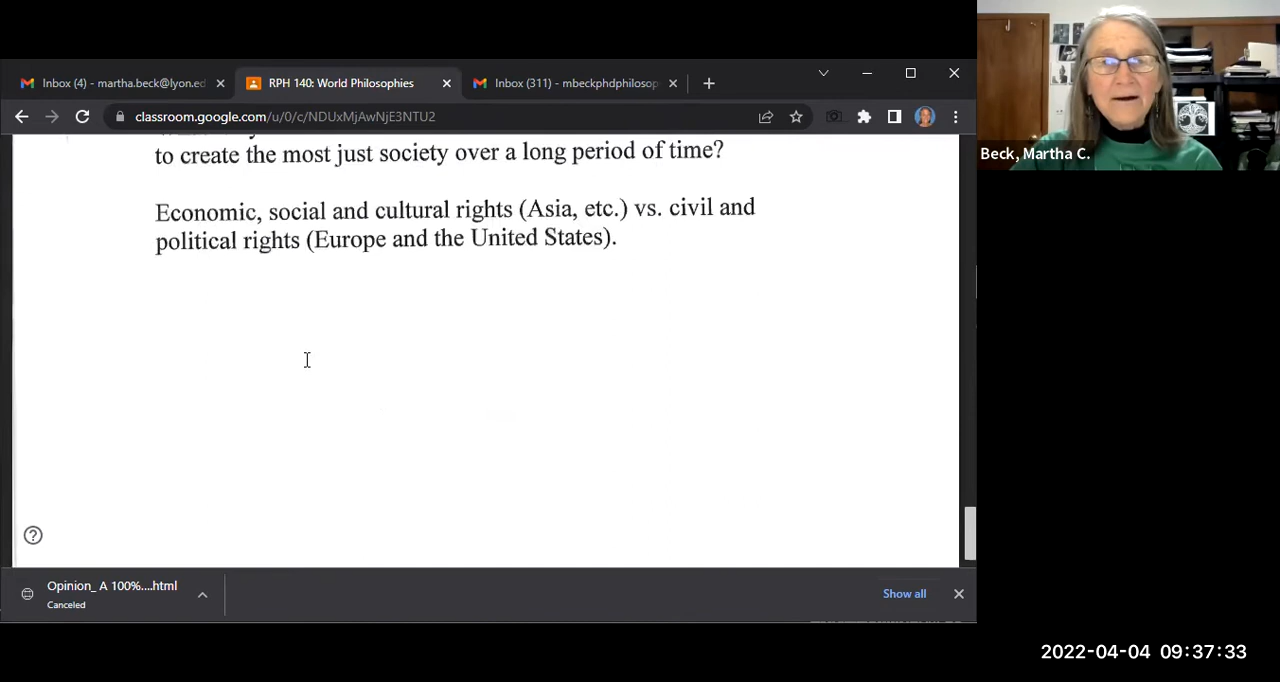 Inbox (4) - martha.beck@lyon.ed
RPH 140: World Philosophies
Inbox (311) - mbeckphdphilosop
classroom.google.com/u/0/c/NDUxMjAwNjE3NTU2
to create the most just society over a long period of time?
Economic, social and cultural rights (Asia, etc.) vs. civil and
political rights (Europe and the United States).
Beck, Martha C.
?
Opinion_ A 100%....html
Canceled
Show all
2022-04-04 09:37:33